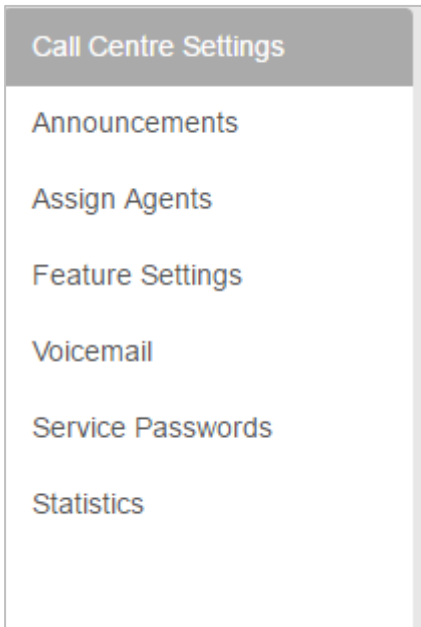 Call Centre Settings
Announcements
Assign Agents
Feature Settings
Voicemail
Service Passwords
Statistics